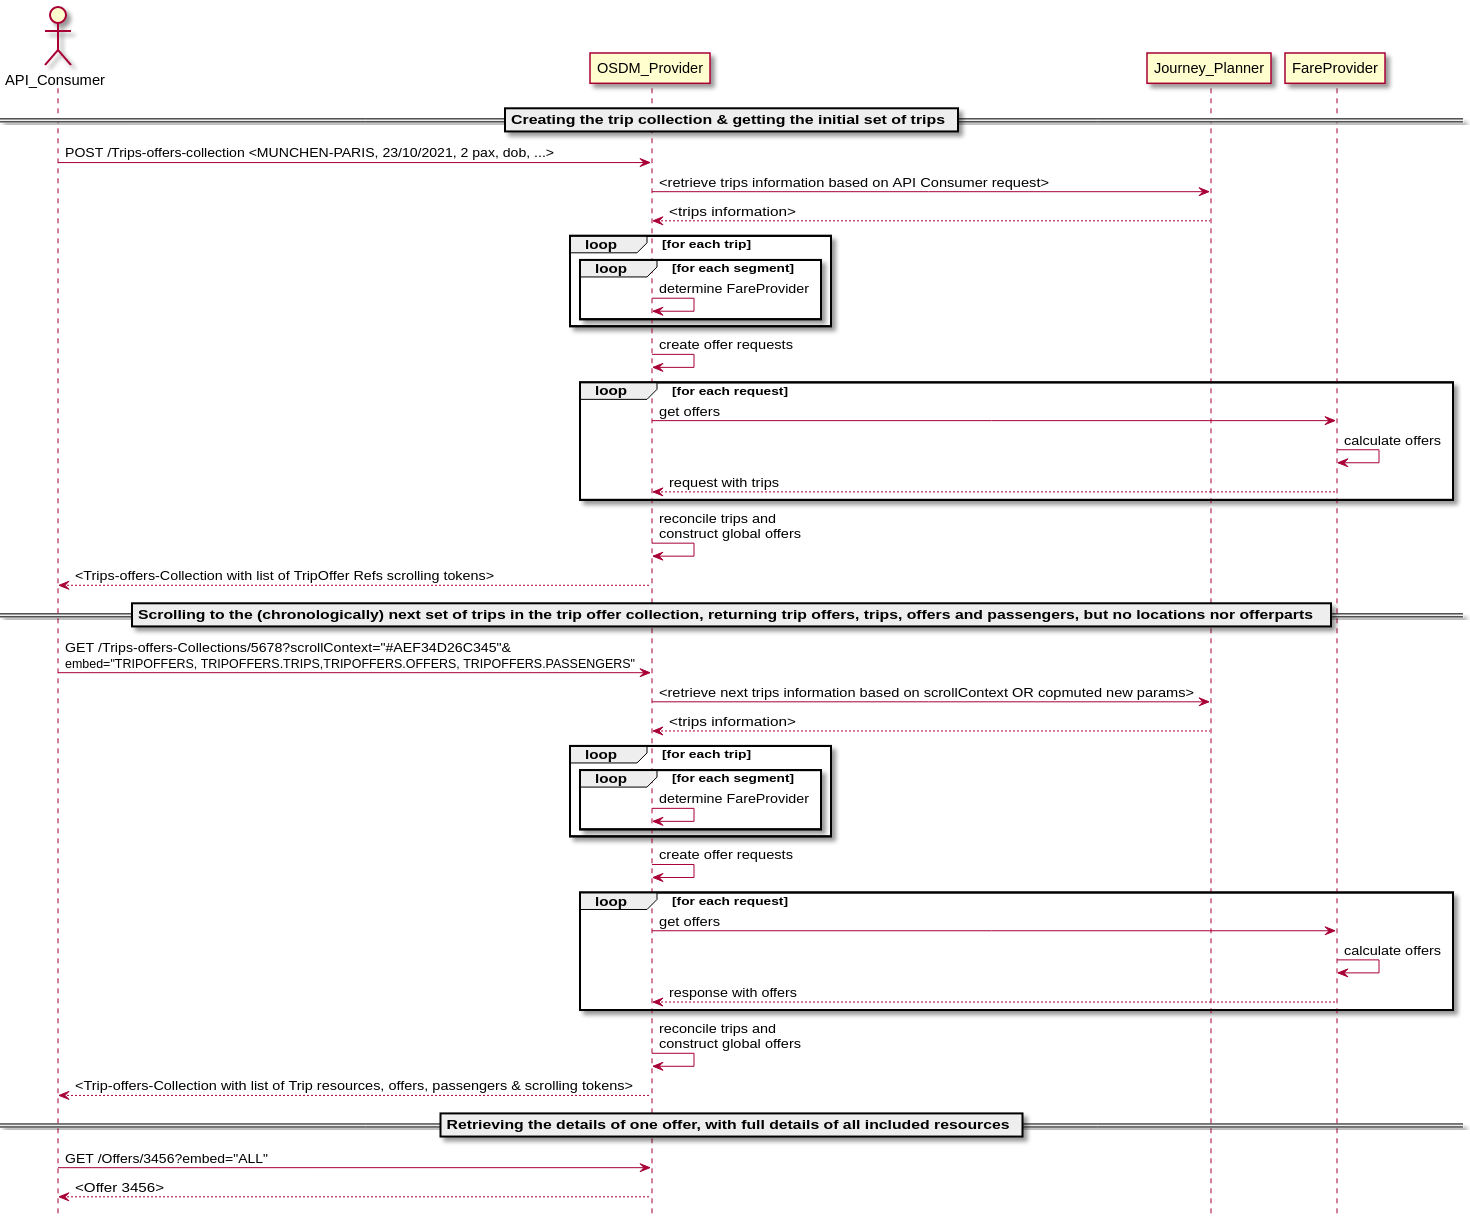 API_Consumer
OSDM_Provider
Journey_Planner
FareProvider
Creating the trip collection & getting the initial set of trips
POST /Trips-offers-collection <MUNCHEN-PARIS, 23/10/2021, 2 pax, dob, ...>
<retrieve trips information based on API Consumer request>
<trips information>
loop [for each trip]
loop [for each segment]
determine FareProvider
create offer requests
loop [for each request]
get offers
calculate offers
request with trips
reconcile trips and
construct global offers
<Trips-offers-Collection with list of TripOffer Refs scrolling tokens>
Scrolling to the (chronologically) next set of trips in the trip offer collection, returning trip offers, trips, offers and passengers, but no locations nor offerparts
GET /Trips-offers-Collections/5678?scrollContext="#AEF34D26C345"&
embed="TRIPOFFERS, TRIPOFFERS.TRIPS,TRIPOFFERS.OFFERS, TRIPOFFERS.PASSENGERS"
<retrieve next trips information based on scrollContext OR copmuted new params>
<trips information>
loop [for each trip]
loop [for each segment]
determine FareProvider
create offer requests
loop [for each request]
get offers
calculate offers
response with offers
reconcile trips and
construct global offers
<Trip-offers-Collection with list of Trip resources, offers, passengers & scrolling tokens>
Retrieving the details of one offer, with full details of all included resources
GET /Offers/3456?embed="ALL"
<Offer 3456>